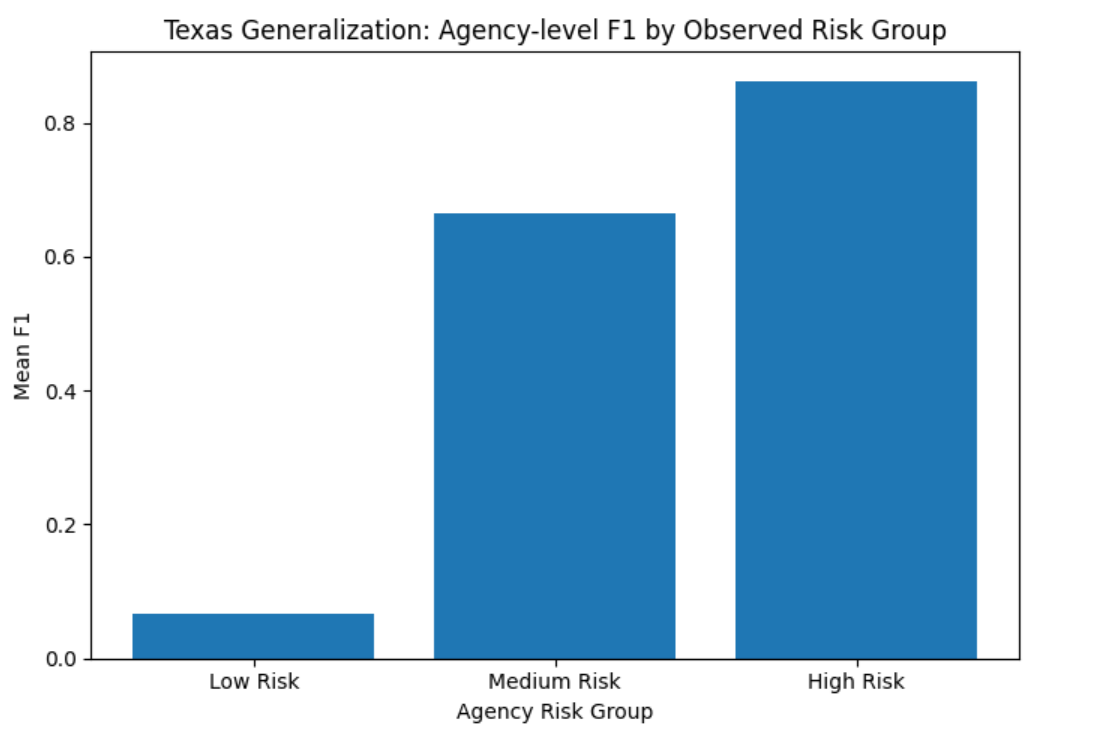 Texas Generalization: Agency-level F1 by Observed Risk Group
Mean F1
0.8
0.6
0.4
0.2
0.0
Low Risk Medium Risk High Risk
Agency Risk Group